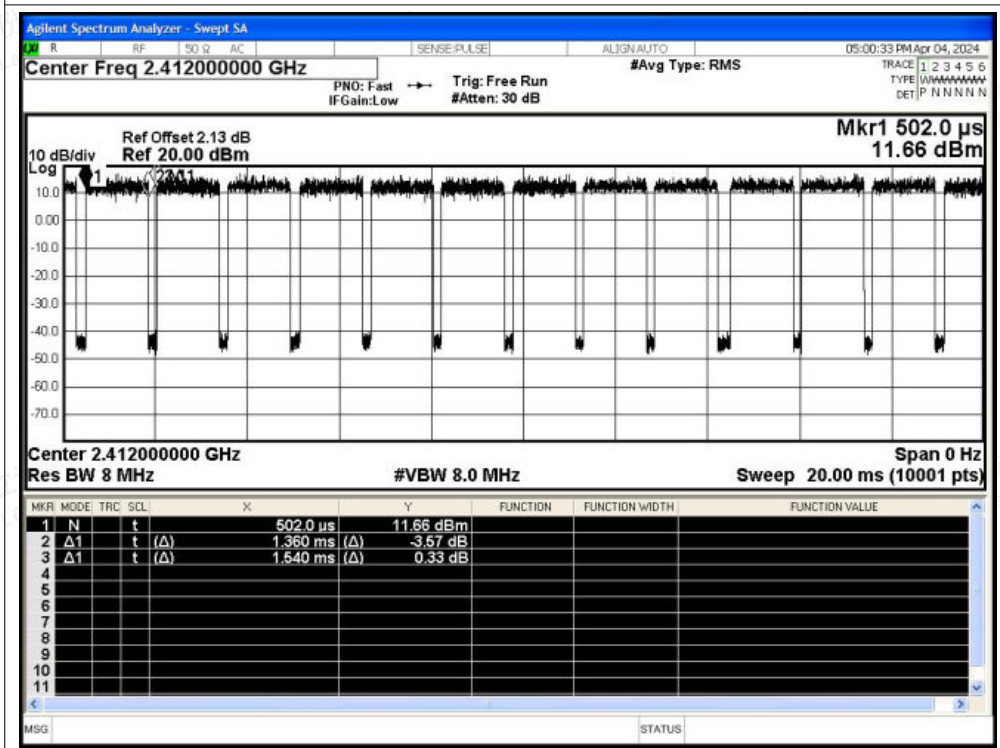 Agilent Spectrum Analyzer - Swept SA
LXI R RF 50 Ω AC SENSE:PULSE ALIGN AUTO 05:00:33 PM Apr 04, 2024
Center Freq 2.412000000 GHz #Avg Type: RMS TRACE 1 2 3 4 5 6
PNO: Fast Trig: Free Run TYPE
IFGain:Low #Atten: 30 dB DET P N N N N N
Mkr1 502.0 µs
11.66 dBm
Ref Offset 2.13 dB
10 dB/div Ref 20.00 dBm
Log
1
10.0
0.00
-10.0
-20.0
-30.0
-40.0
-50.0
-60.0
-70.0
Center 2.412000000 GHz Span 0 Hz
Res BW 8 MHz #VBW 8.0 MHz Sweep 20.00 ms (10001 pts)
MKR MODE TRC SCL X Y FUNCTION FUNCTION WIDTH FUNCTION VALUE
1 N t 502.0 µs 11.66 dBm
2 Δ1 t (Δ) 1.360 ms (Δ) -3.57 dB
3 Δ1 t (Δ) 1.540 ms (Δ) 0.33 dB
4
5
6
7
8
9
10
11
MSG STATUS